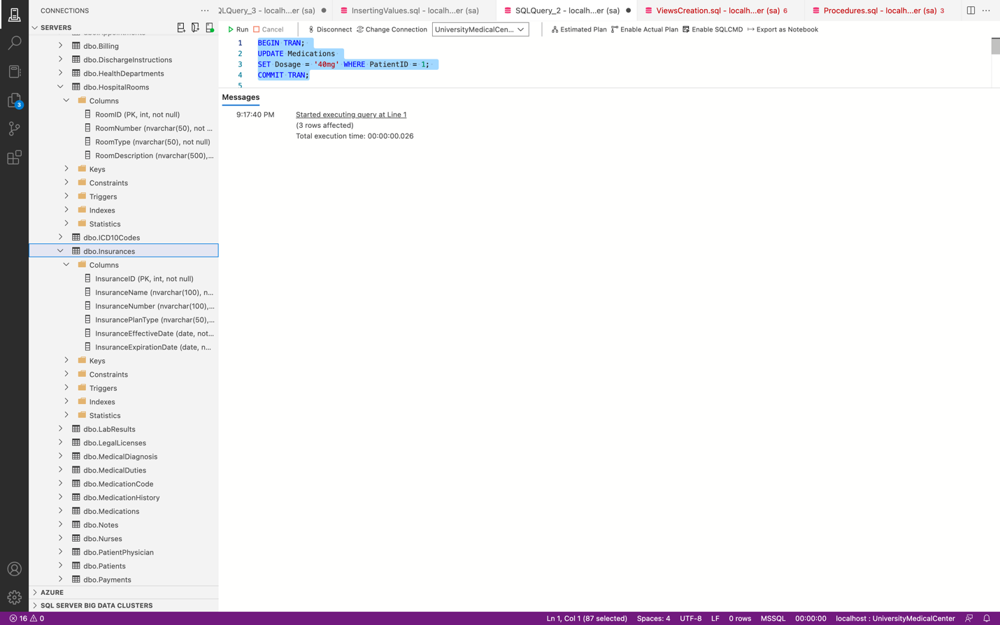 CONNECTIONS
QLQuery_3 - localh...er (sa)
InsertingValues.sql - localh...er (sa)
SQLQuery_2 - localh...er (sa)
ViewsCreation.sql - localh...er (sa) 6
Procedures.sql - localh...er (sa) 3
SERVERS
Run Cancel Disconnect Change Connection UniversityMedicalCen... Estimated Plan Enable Actual Plan Enable SQLCMD Export as Notebook
1 BEGIN TRAN;
2 UPDATE Medications
3 SET Dosage = '40mg' WHERE PatientID = 1;
4 COMMIT TRAN;
5
Messages
9:17:40 PM Started executing query at Line 1
(3 rows affected)
Total execution time: 00:00:00.026
dbo.Appointments
dbo.Billing
dbo.DischargeInstructions
dbo.HealthDepartments
dbo.HospitalRooms
Columns
RoomID (PK, int, not null)
RoomNumber (nvarchar(50), not ...
RoomType (nvarchar(50), not null)
RoomDescription (nvarchar(500),...
Keys
Constraints
Triggers
Indexes
Statistics
dbo.ICD10Codes
dbo.Insurances
Columns
InsuranceID (PK, int, not null)
InsuranceName (nvarchar(100), n...
InsuranceNumber (nvarchar(100),...
InsurancePlanType (nvarchar(50),...
InsuranceEffectiveDate (date, not...
InsuranceExpirationDate (date, n...
Keys
Constraints
Triggers
Indexes
Statistics
dbo.LabResults
dbo.LegalLicenses
dbo.MedicalDiagnosis
dbo.MedicalDuties
dbo.MedicationCode
dbo.MedicationHistory
dbo.Medications
dbo.Notes
dbo.Nurses
dbo.PatientPhysician
dbo.Patients
dbo.Payments
AZURE
SQL SERVER BIG DATA CLUSTERS
3
16 0
Ln 1, Col 1 (87 selected) Spaces: 4 UTF-8 LF 0 rows MSSQL 00:00:00 localhost : UniversityMedicalCenter